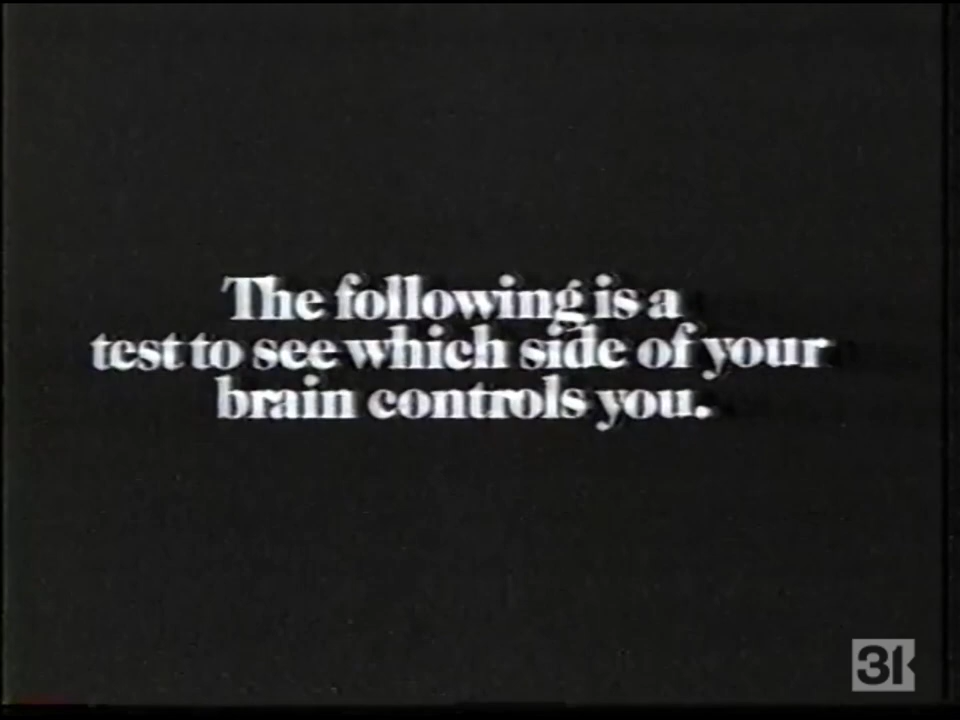 The following is a
test to see which side of your
brain controls you.
31